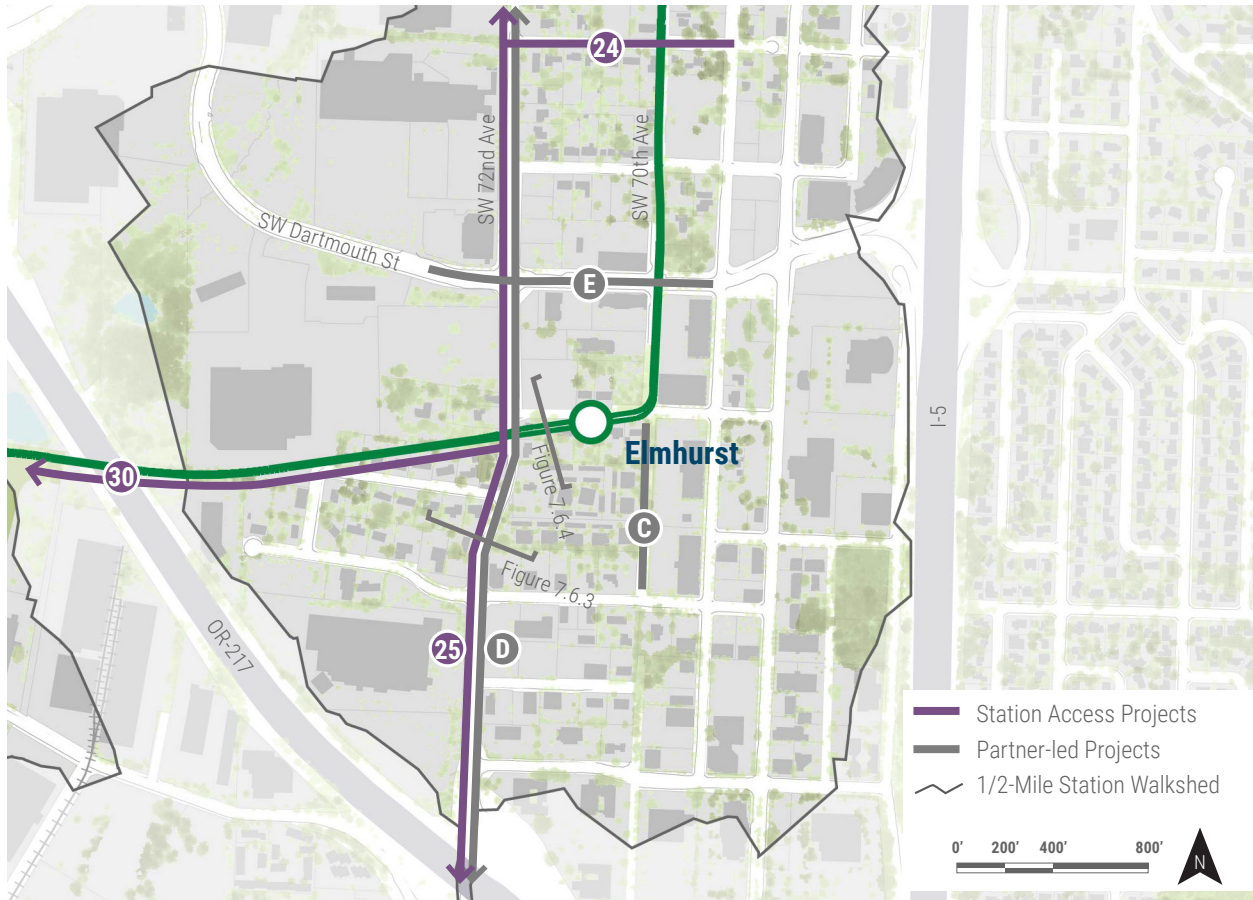 24
SW 72nd Ave
SW 70th Ave
SW Dartmouth St
E
I-5
Elmhurst
Figure 7.6.4
30
C
Figure 7.6.3
OR-217
25
D
Station Access Projects
Partner-led Projects
1/2-Mile Station Walkshed
0' 200' 400' 800'
N